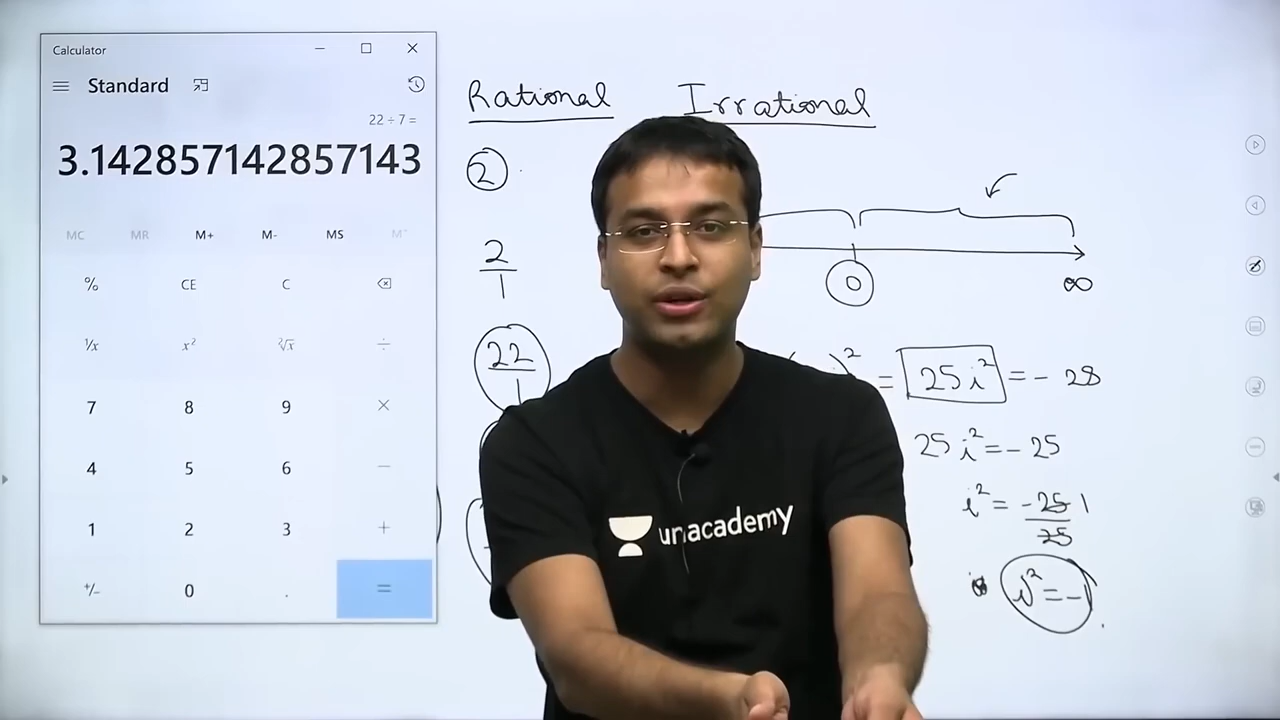 Calculator
Standard
22 ÷ 7 =
3.142857142857143
MC MR M+ M- MS
% CE C
¹/x x² ²√x ÷
7 8 9 ×
4 5 6 −
1 2 3 +
+/− 0 . =
Rational Irrational
2
2/1
22/1
0 ∞
² = 25i² = - 25
25i² = - 25
i² = -25 1
25
i² = -1
unacademy